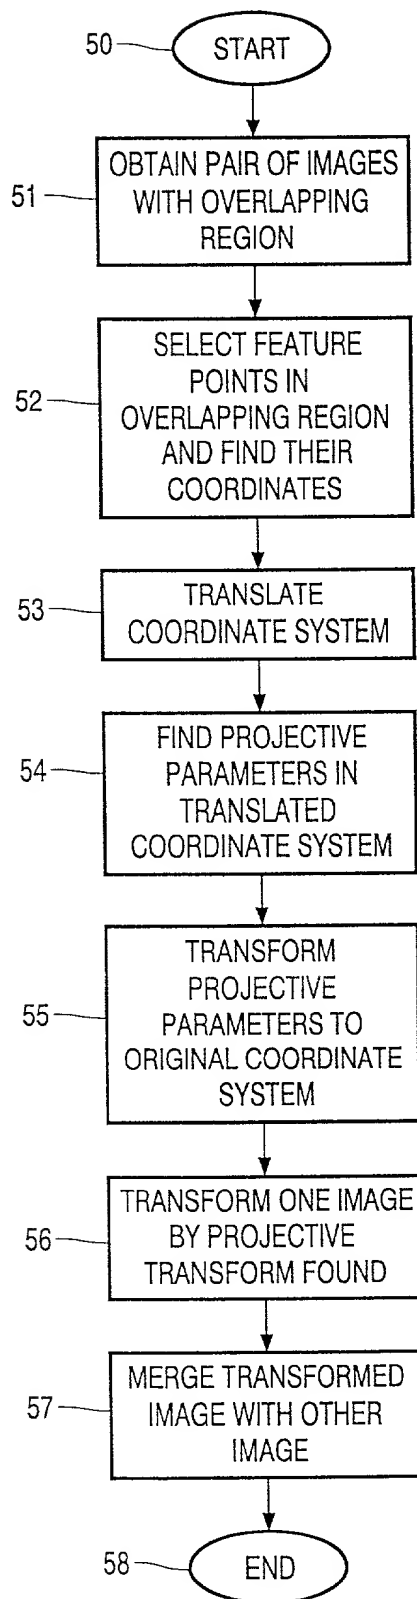 50
START
51
OBTAIN PAIR OF IMAGES
WITH OVERLAPPING
REGION
52
SELECT FEATURE
POINTS IN
OVERLAPPING REGION
AND FIND THEIR
COORDINATES
53
TRANSLATE
COORDINATE SYSTEM
54
FIND PROJECTIVE
PARAMETERS IN
TRANSLATED
COORDINATE SYSTEM
55
TRANSFORM
PROJECTIVE
PARAMETERS TO
ORIGINAL COORDINATE
SYSTEM
56
TRANSFORM ONE IMAGE
BY PROJECTIVE
TRANSFORM FOUND
57
MERGE TRANSFORMED
IMAGE WITH OTHER
IMAGE
58
END